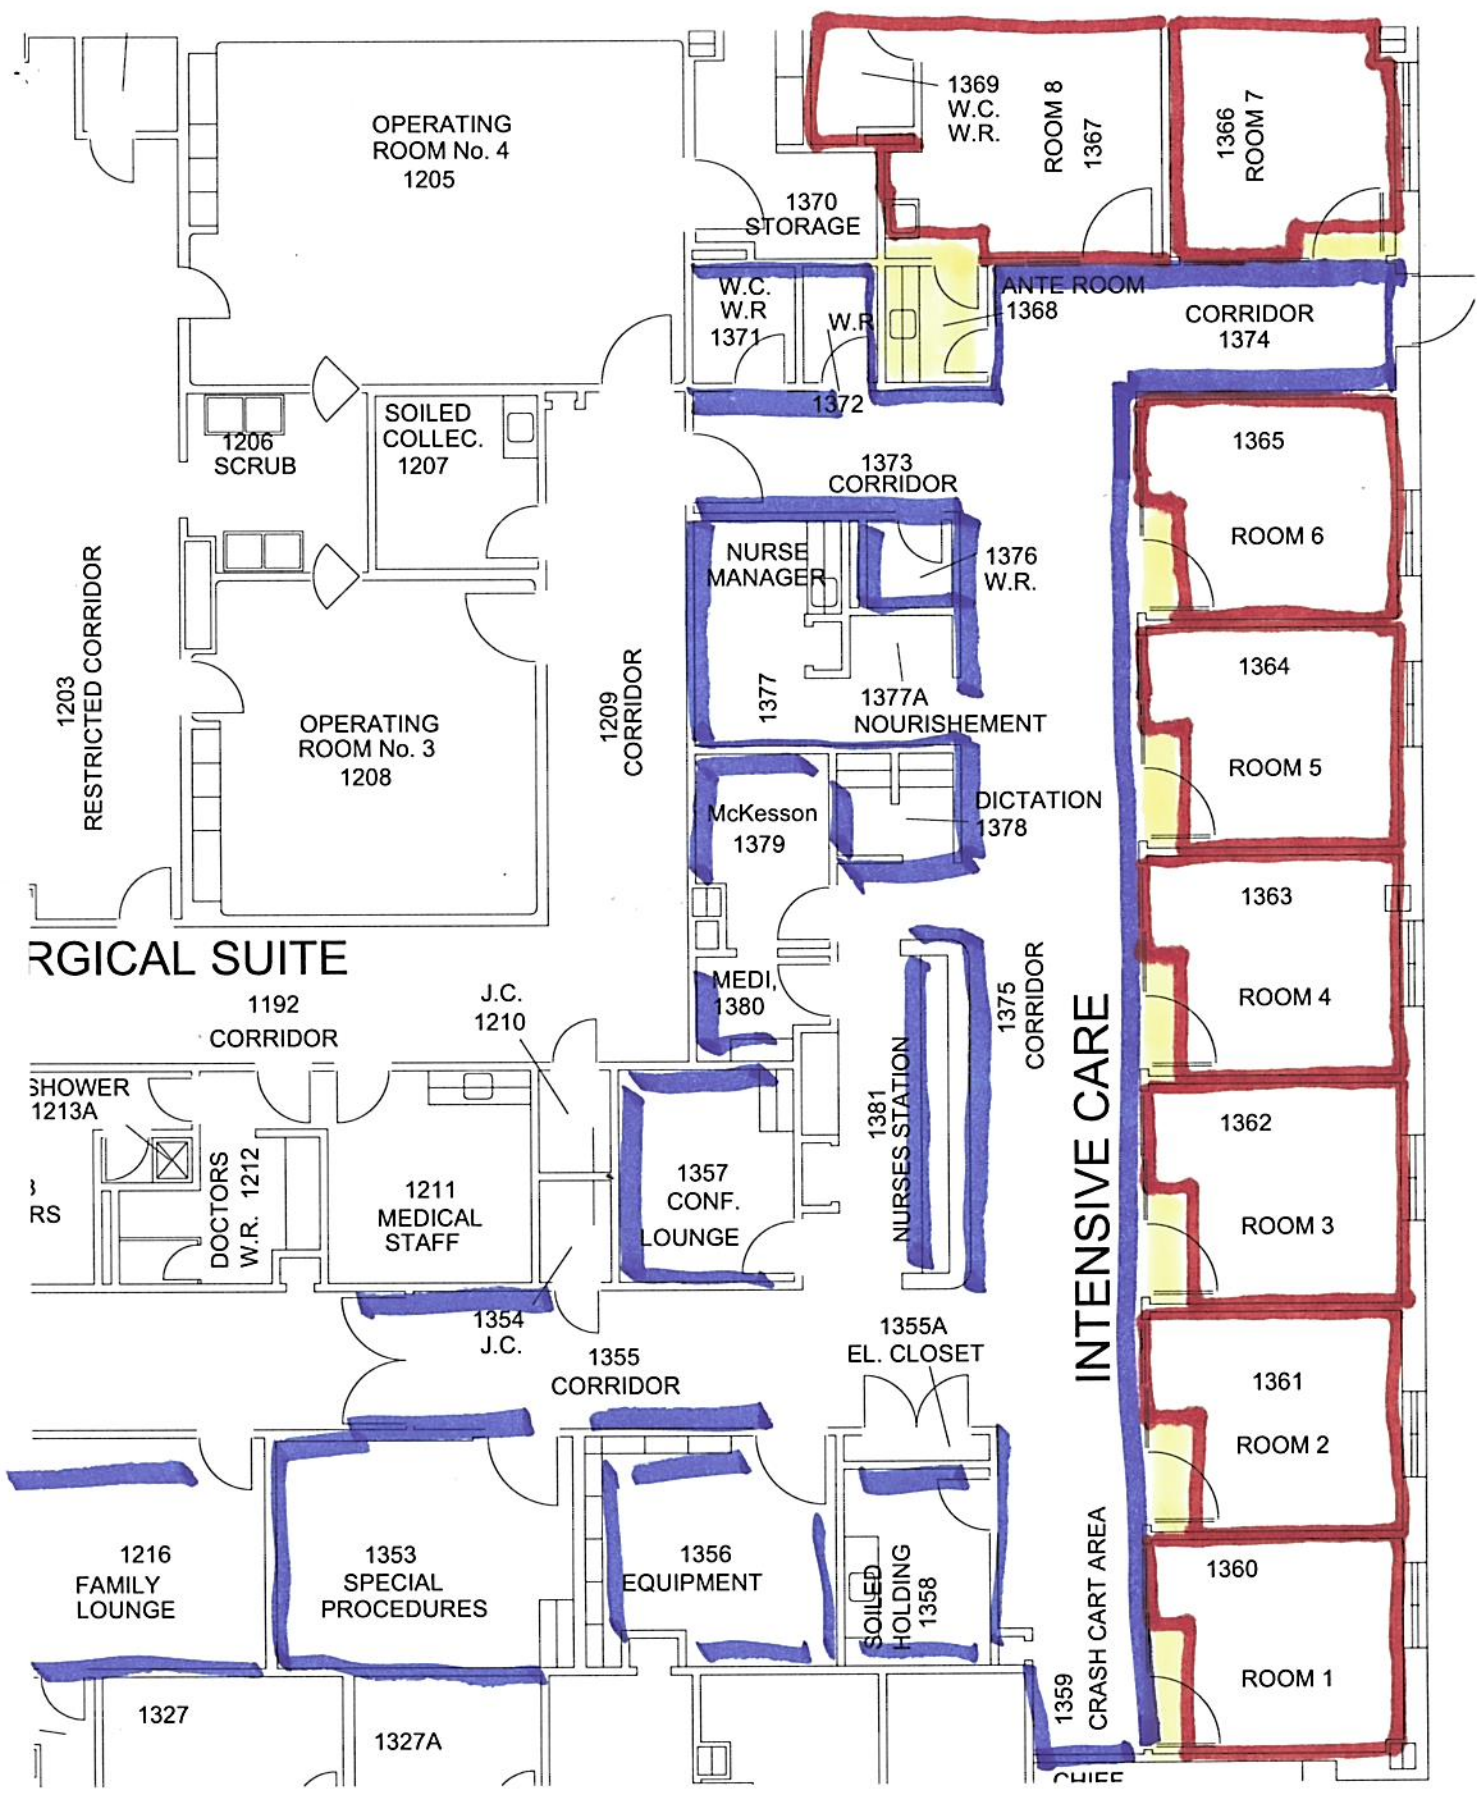 OPERATING
ROOM No. 4
1205
1369
W.C.
W.R.
ROOM 8
1367
1366
ROOM 7
1370
STORAGE
W.C.
W.R
1371
W.R
1372
ANTE ROOM
1368
CORRIDOR
1374
1206
SCRUB
SOILED
COLLEC.
1207
1373
CORRIDOR
1365
ROOM 6
1203
RESTRICTED CORRIDOR
NURSE
MANAGER
1376
W.R.
1377
1377A
NOURISHEMENT
1209
CORRIDOR
1364
ROOM 5
OPERATING
ROOM No. 3
1208
McKesson
1379
DICTATION
1378
1363
ROOM 4
RGICAL SUITE
1192
CORRIDOR
J.C.
1210
MEDI,
1380
1375
CORRIDOR
INTENSIVE CARE
SHOWER
1213A
RS
DOCTORS
W.R. 1212
1211
MEDICAL
STAFF
1357
CONF.
LOUNGE
1381
NURSES STATION
1362
ROOM 3
1354
J.C.
1355
CORRIDOR
1355A
EL. CLOSET
1361
ROOM 2
1216
FAMILY
LOUNGE
1353
SPECIAL
PROCEDURES
1356
EQUIPMENT
SOILED
HOLDING
1358
1359
CRASH CART AREA
1360
ROOM 1
1327
1327A
CHIEF